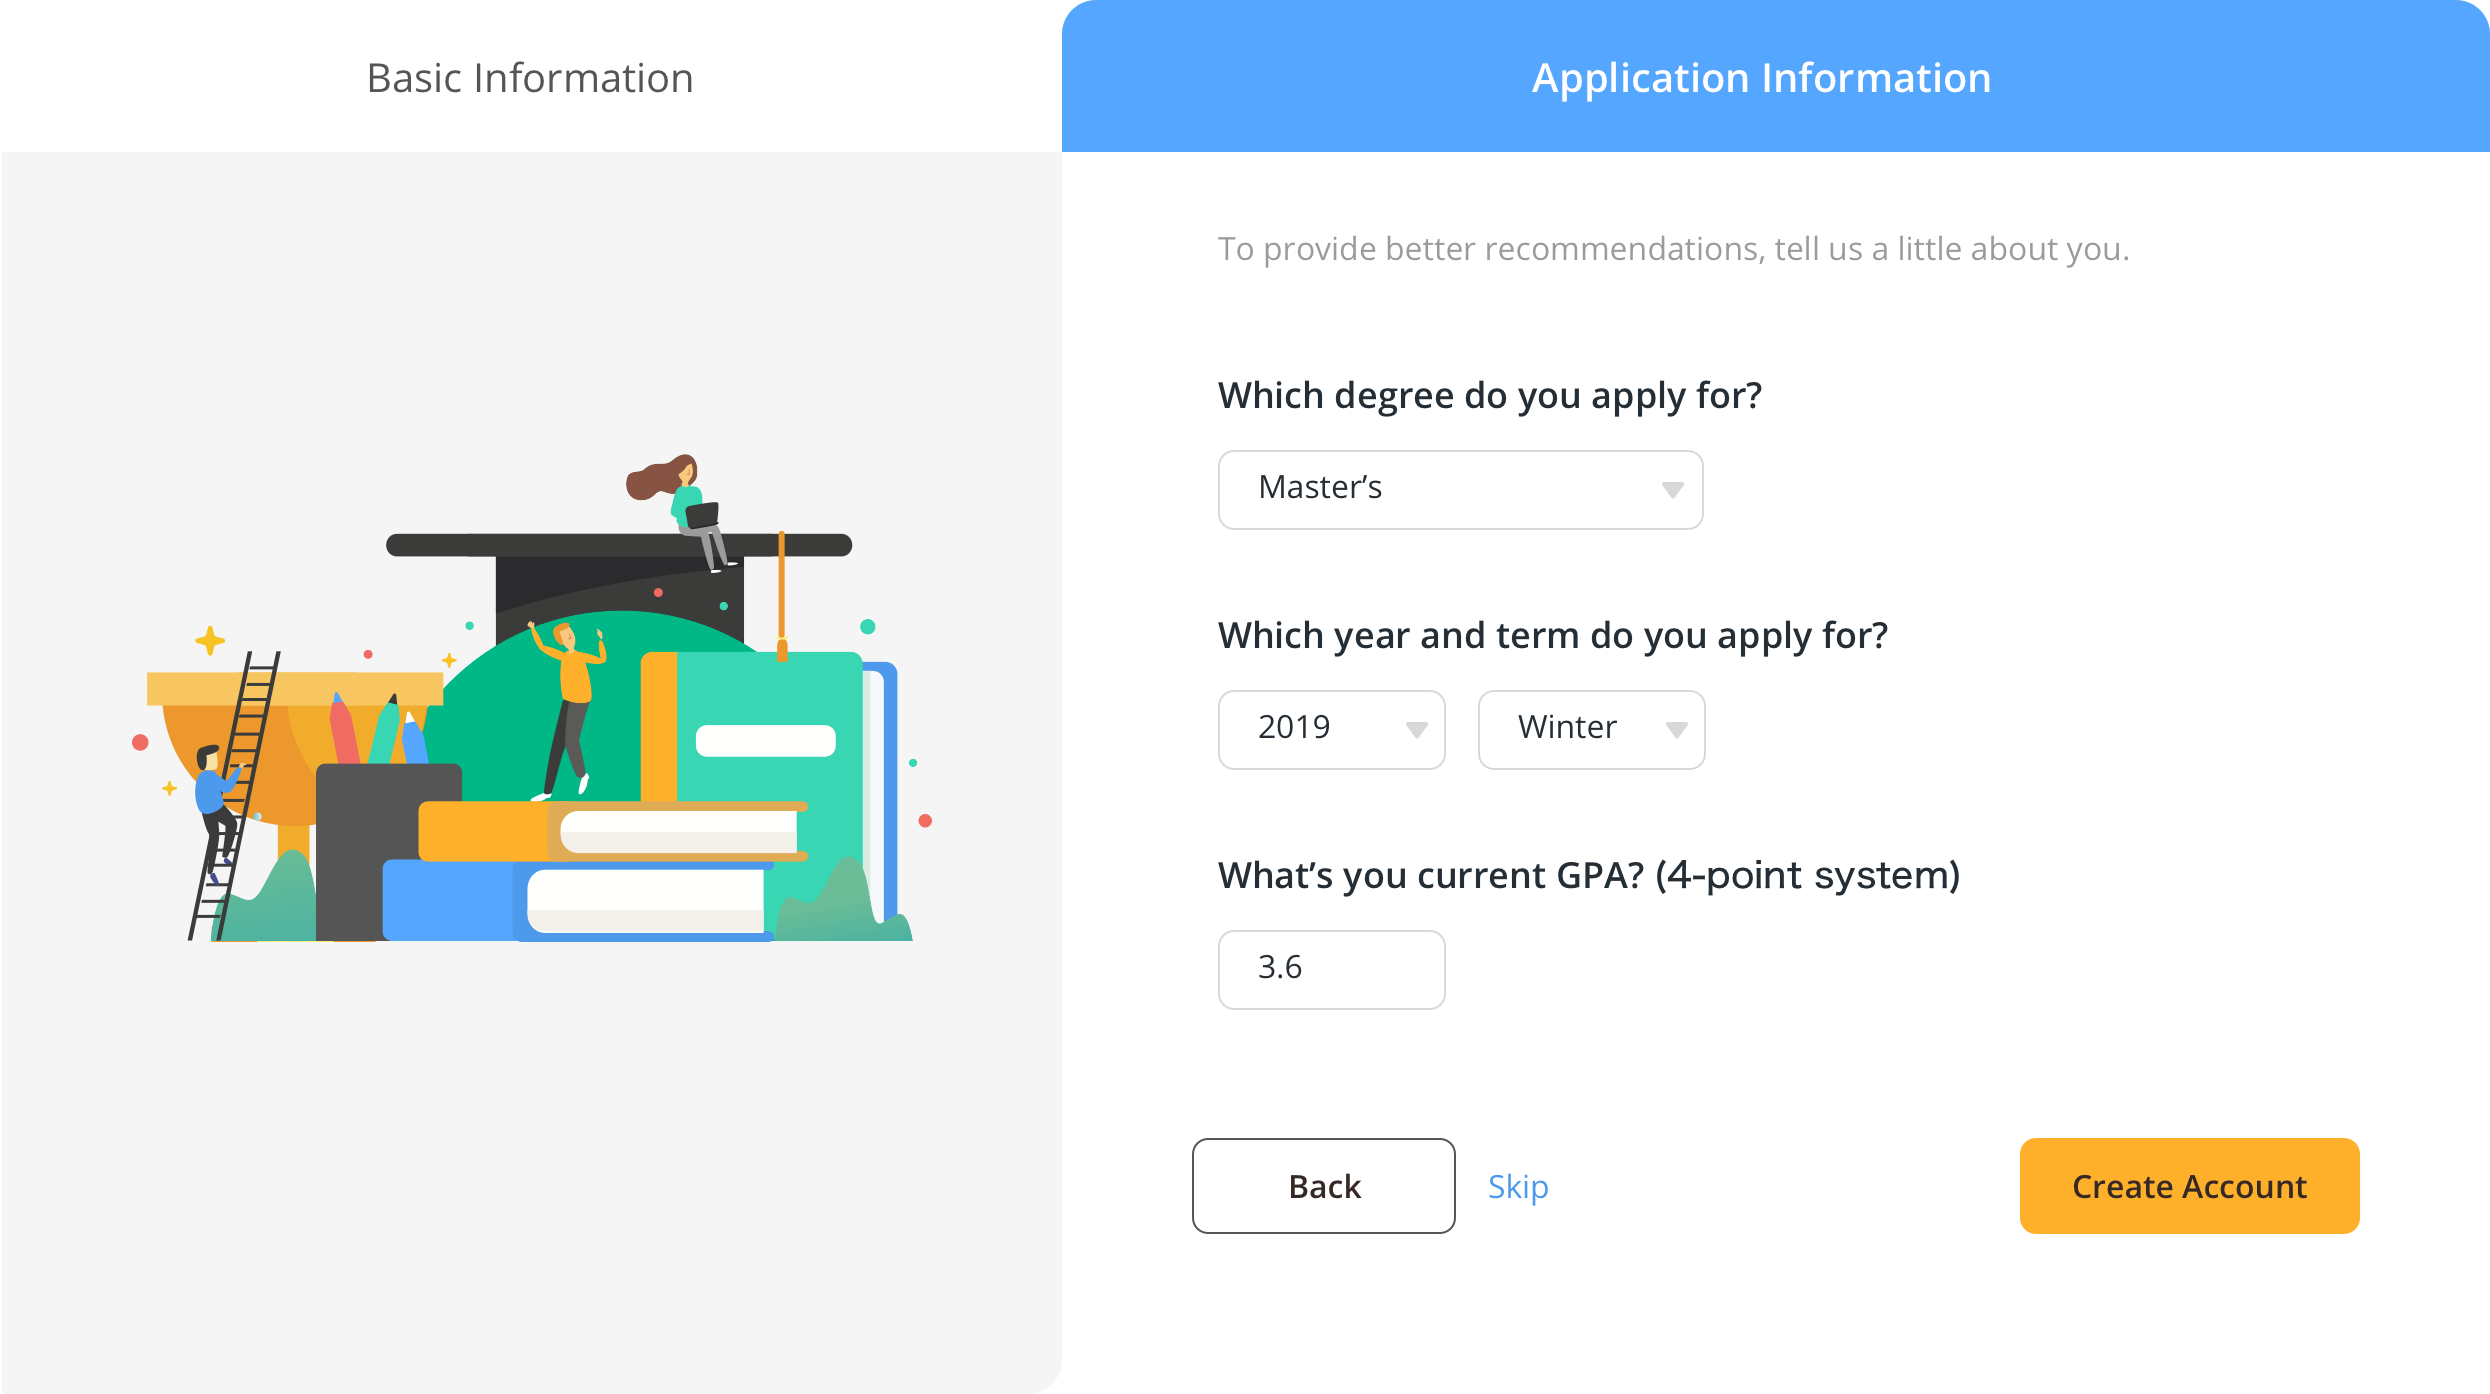 Basic Information
Application Information
To provide better recommendations, tell us a little about you.
Which degree do you apply for?
Master’s
Which year and term do you apply for?
2019 Winter
What’s you current GPA? (4-point system)
3.6
Back Skip Create Account